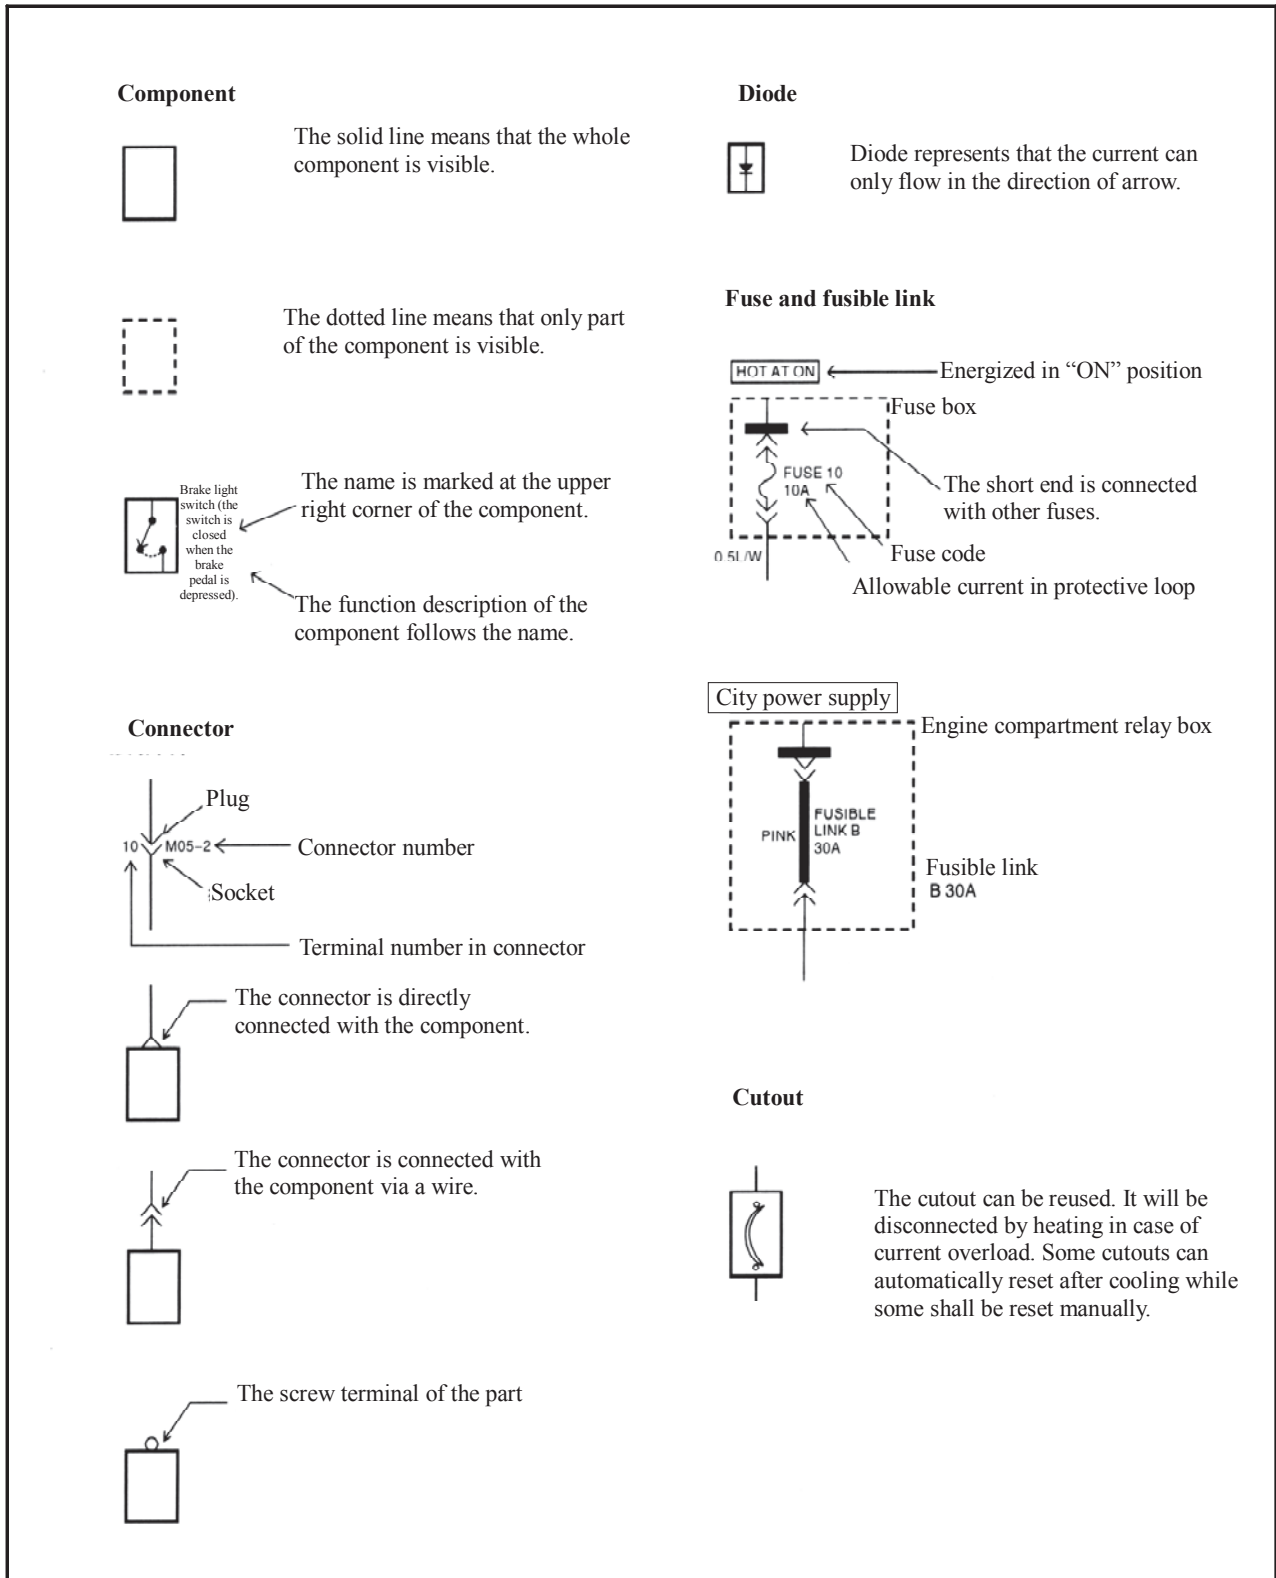 Component
The solid line means that the whole
component is visible.
The dotted line means that only part
of the component is visible.
Brake light
switch (the
switch is
closed
when the
brake
pedal is
depressed).
The name is marked at the upper
right corner of the component.
The function description of the
component follows the name.
Connector
Plug
10
M05-2
Connector number
Socket
Terminal number in connector
The connector is directly
connected with the component.
The connector is connected with
the component via a wire.
The screw terminal of the part
Diode
Diode represents that the current can
only flow in the direction of arrow.
Fuse and fusible link
HOT AT ON
Energized in “ON” position
Fuse box
FUSE 10
10A
The short end is connected
with other fuses.
0.5L/W
Fuse code
Allowable current in protective loop
City power supply
Engine compartment relay box
PINK
FUSIBLE
LINK B
30A
Fusible link
B 30A
Cutout
The cutout can be reused. It will be
disconnected by heating in case of
current overload. Some cutouts can
automatically reset after cooling while
some shall be reset manually.